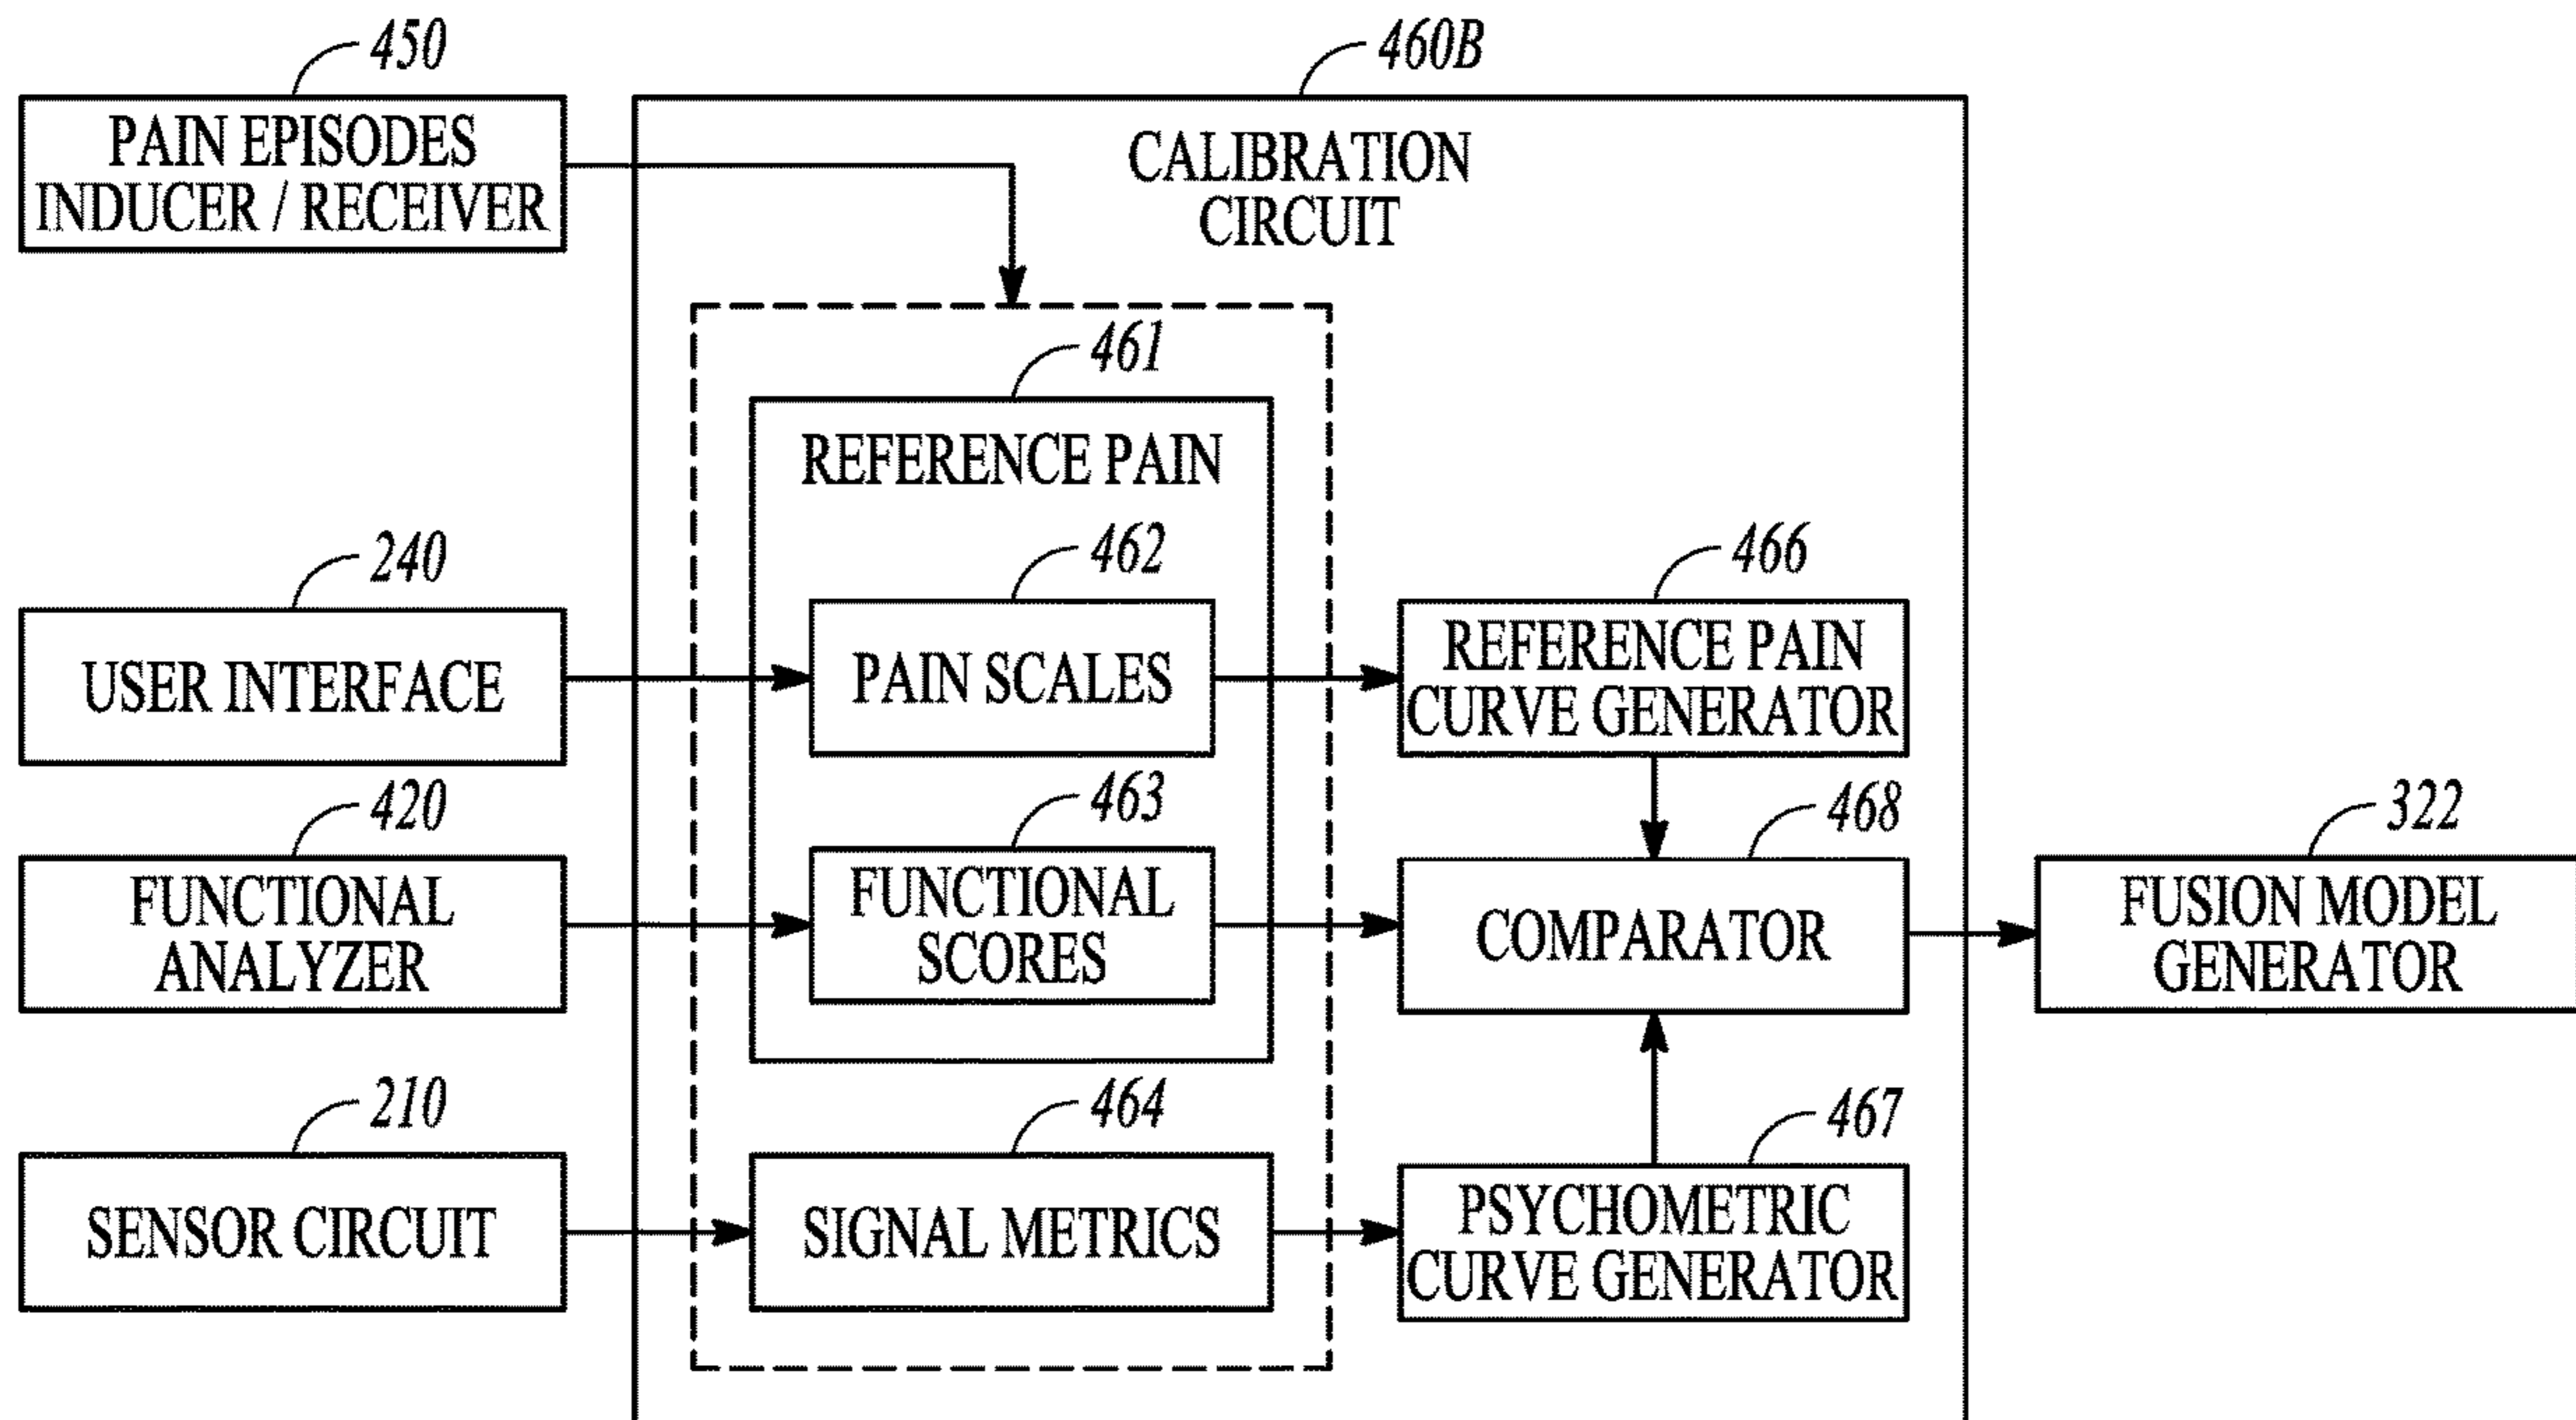 450
460B
PAIN EPISODES
INDUCER / RECEIVER
CALIBRATION
CIRCUIT
461
REFERENCE PAIN
240
462
466
USER INTERFACE
PAIN SCALES
REFERENCE PAIN
CURVE GENERATOR
420
463
468
322
FUNCTIONAL
ANALYZER
FUNCTIONAL
SCORES
COMPARATOR
FUSION MODEL
GENERATOR
210
464
467
SENSOR CIRCUIT
SIGNAL METRICS
PSYCHOMETRIC
CURVE GENERATOR